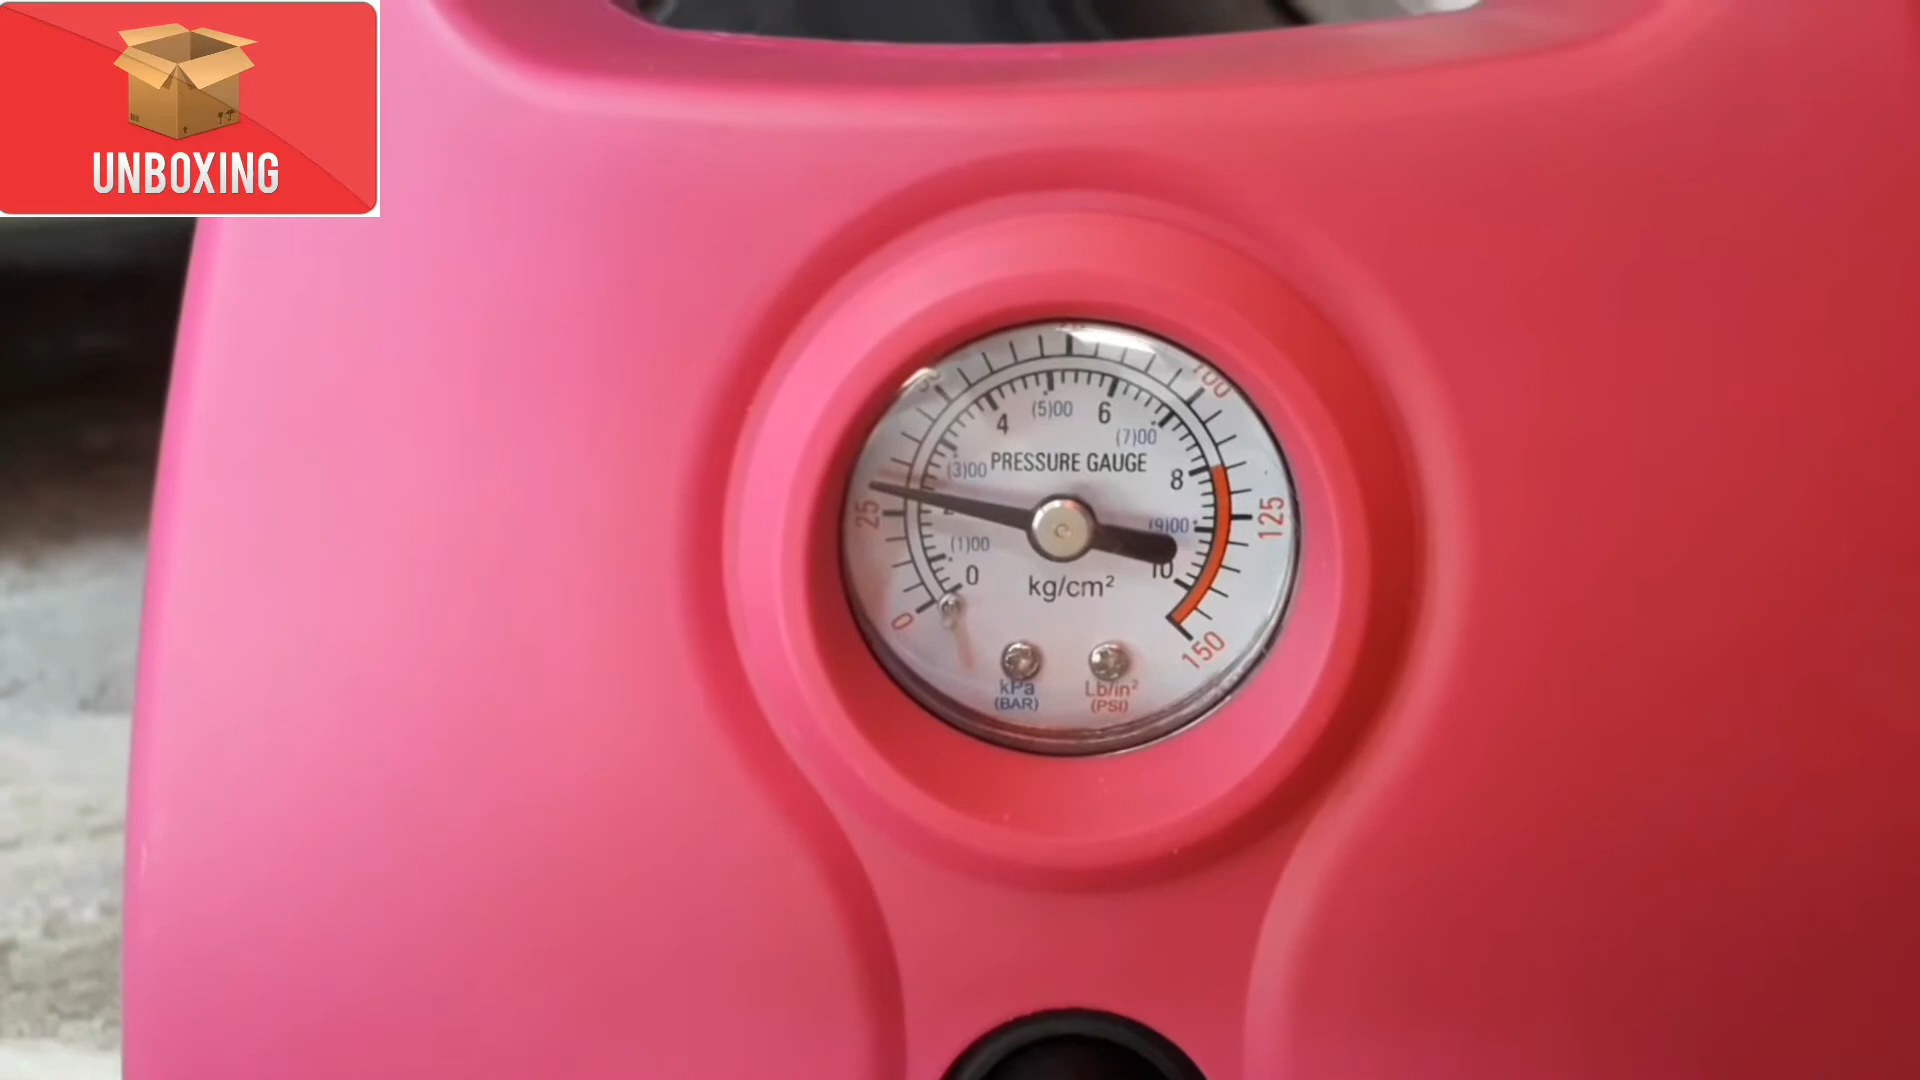 UNBOXING
100
4
(5)00
6
(7)00
(3)00
PRESSURE GAUGE
8
25
125
(9)00
(1)00
0
kg/cm²
10
0
150
kPa
(BAR)
Lb/in²
(PSI)